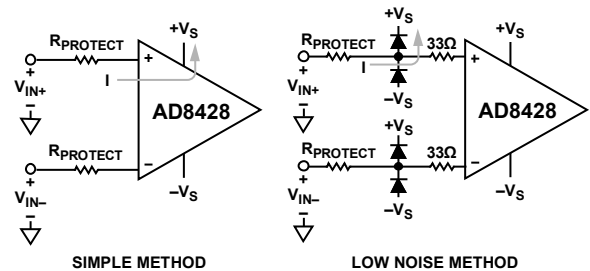 +VS
RPROTECT
+
VIN+
+
−
I
AD8428
RPROTECT
−
VIN−
+
−
−VS
SIMPLE METHOD
+VS
RPROTECT
33Ω
+
I
VIN+
+
−
−VS
+VS
AD8428
+VS
RPROTECT
33Ω
−
VIN−
+
−
−VS
−VS
LOW NOISE METHOD